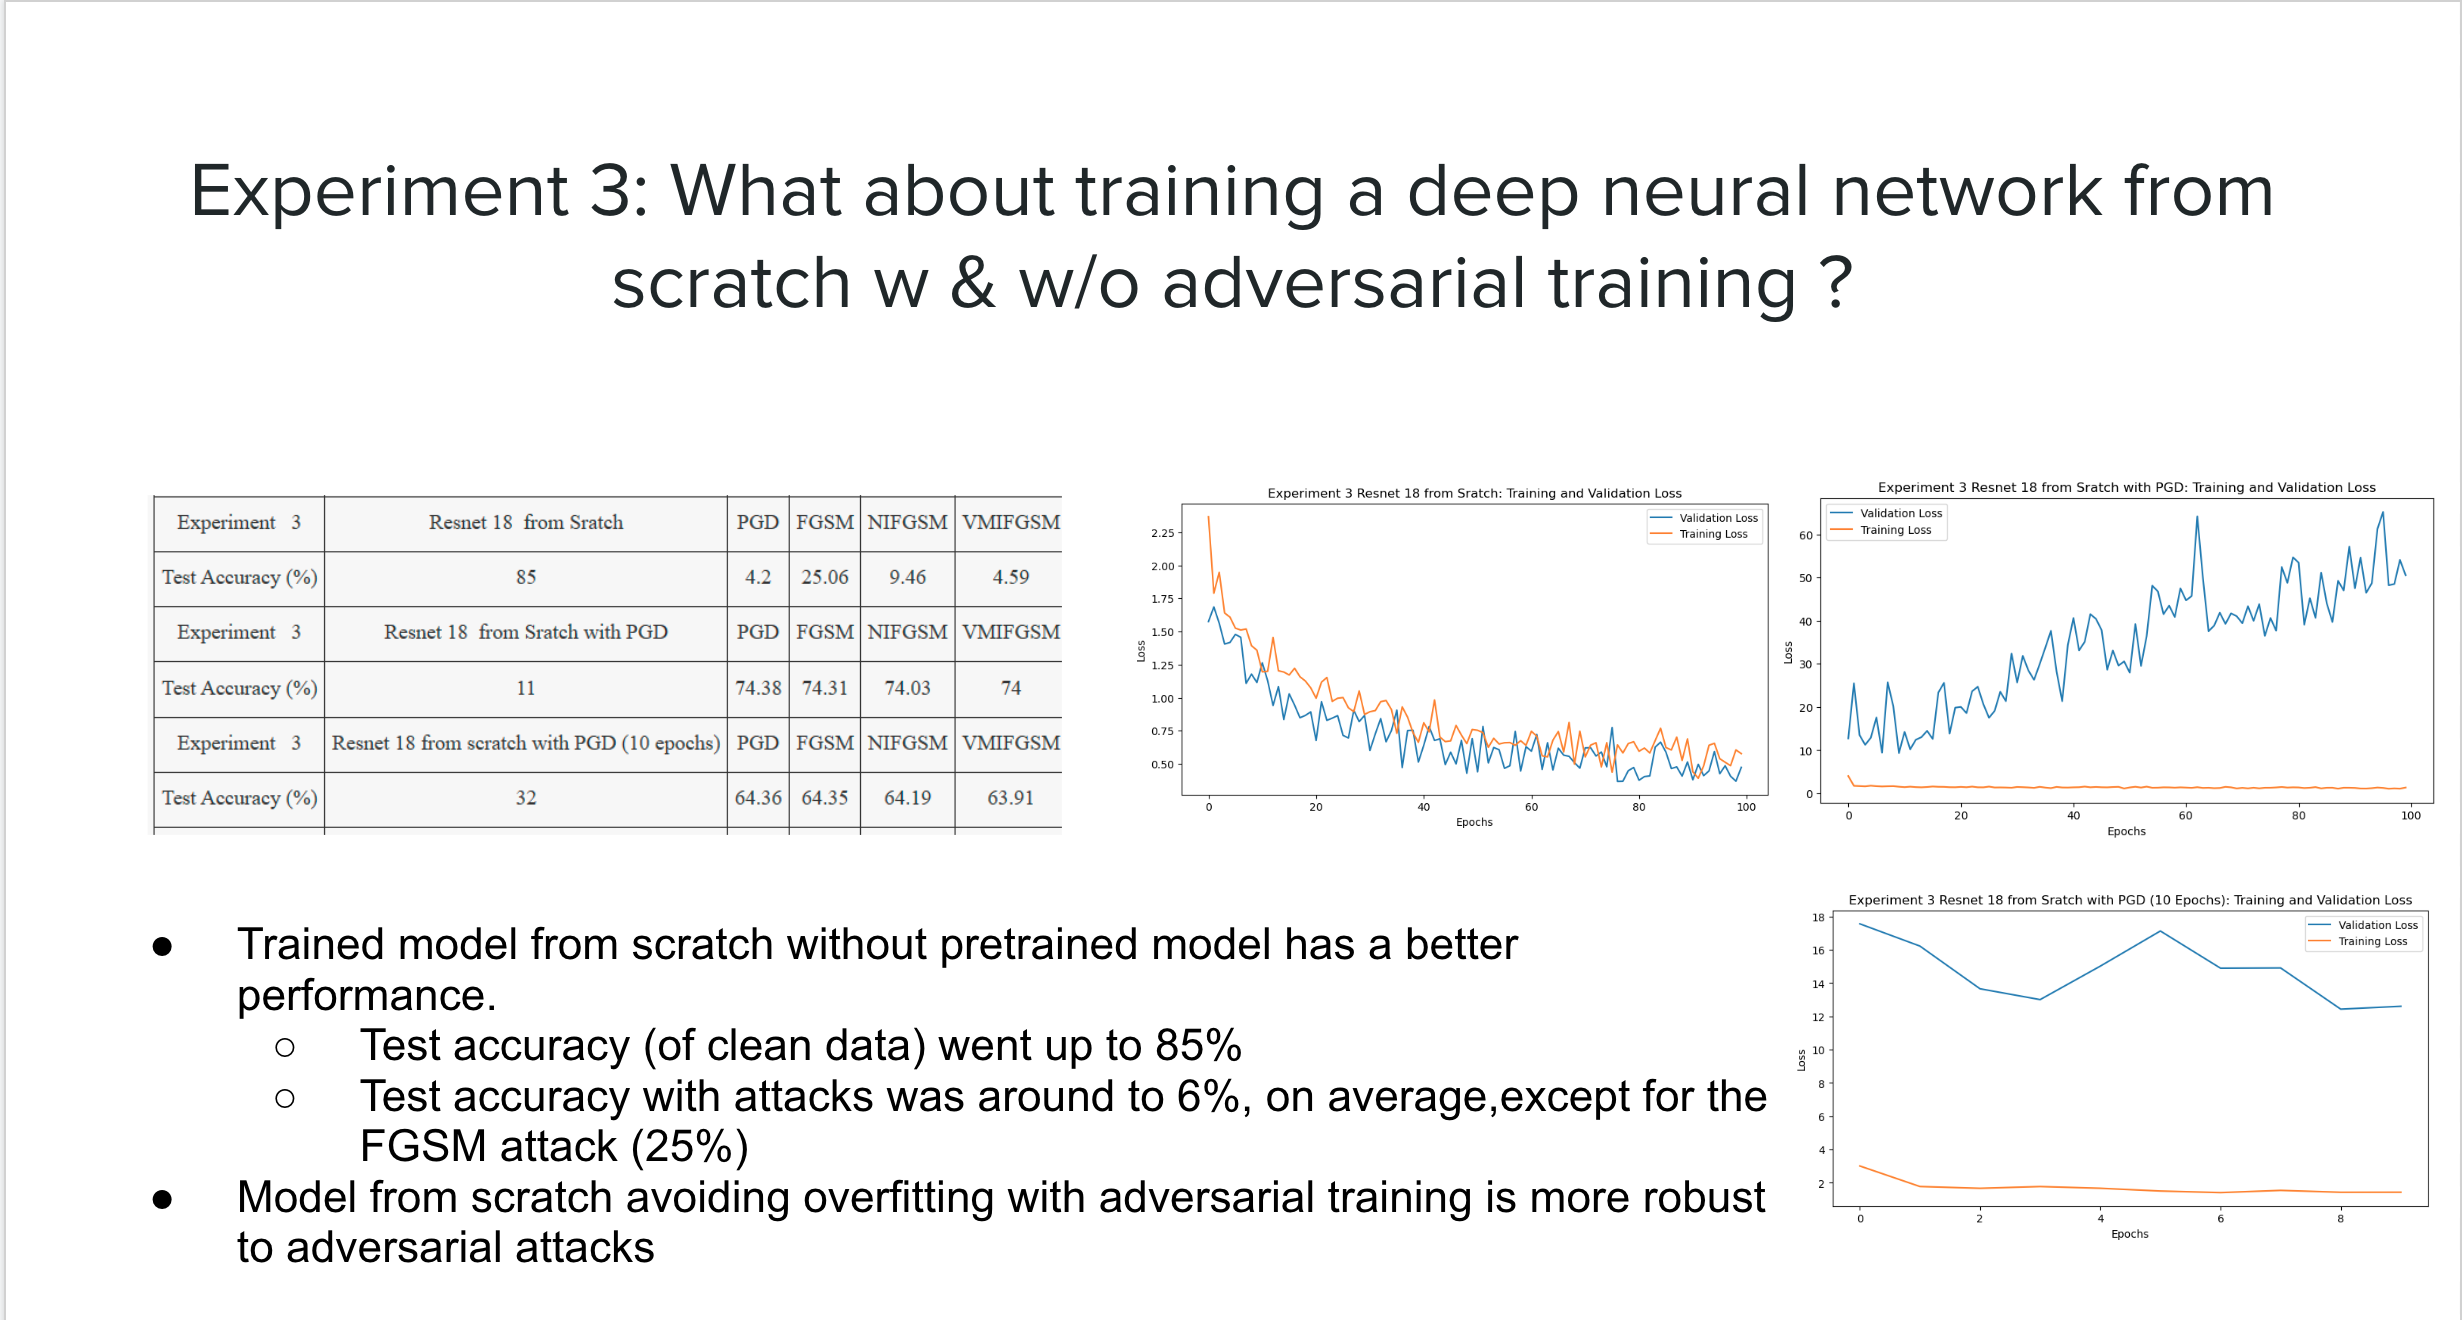 Experiment 3: What about training a deep neural network from
scratch w & w/o adversarial training ?
Experiment 3 Resnet 18 from Sratch PGD FGSM NIFGSM VMIFGSM
Test Accuracy (%) 85 4.2 25.06 9.46 4.59
Experiment 3 Resnet 18 from Sratch with PGD PGD FGSM NIFGSM VMIFGSM
Test Accuracy (%) 11 74.38 74.31 74.03 74
Experiment 3 Resnet 18 from scratch with PGD (10 epochs) PGD FGSM NIFGSM VMIFGSM
Test Accuracy (%) 32 64.36 64.35 64.19 63.91
Experiment 3 Resnet 18 from Sratch: Training and Validation Loss
Validation Loss
Training Loss
2.25
2.00
1.75
1.50
1.25
1.00
0.75
0.50
Loss
0 20 40 60 80 100
Epochs
Experiment 3 Resnet 18 from Sratch with PGD: Training and Validation Loss
Validation Loss
Training Loss
60
50
40
30
20
10
0
Loss
0 20 40 60 80 100
Epochs
● Trained model from scratch without pretrained model has a better
performance.
○ Test accuracy (of clean data) went up to 85%
○ Test accuracy with attacks was around to 6%, on average,except for the
FGSM attack (25%)
● Model from scratch avoiding overfitting with adversarial training is more robust
to adversarial attacks
Experiment 3 Resnet 18 from Sratch with PGD (10 Epochs): Training and Validation Loss
Validation Loss
Training Loss
18
16
14
12
10
8
6
4
2
Loss
0 2 4 6 8
Epochs